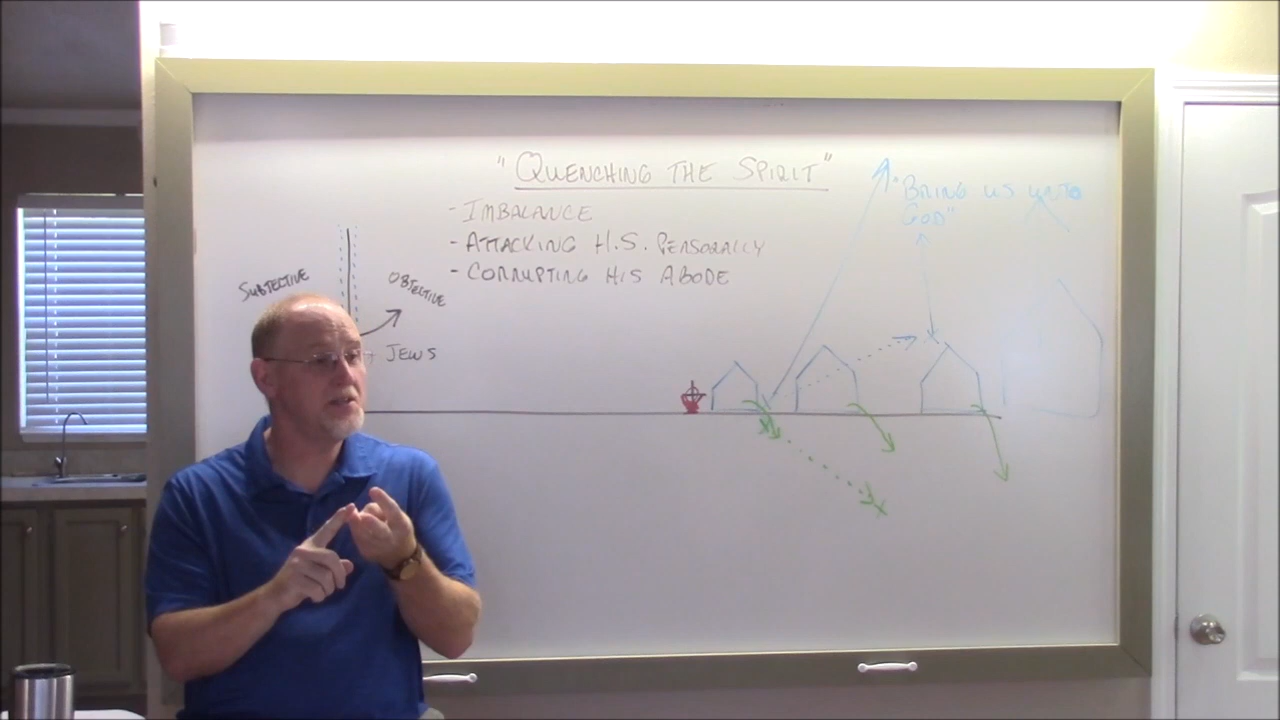 "QUENCHING THE SPIRIT"
- IMBALANCE
- ATTACKING H.S. PERSONALLY
- CORRUPTING HIS ABODE
"BRING US UNTO
GOD"
SUBJECTIVE
OBJECTIVE
JEWS